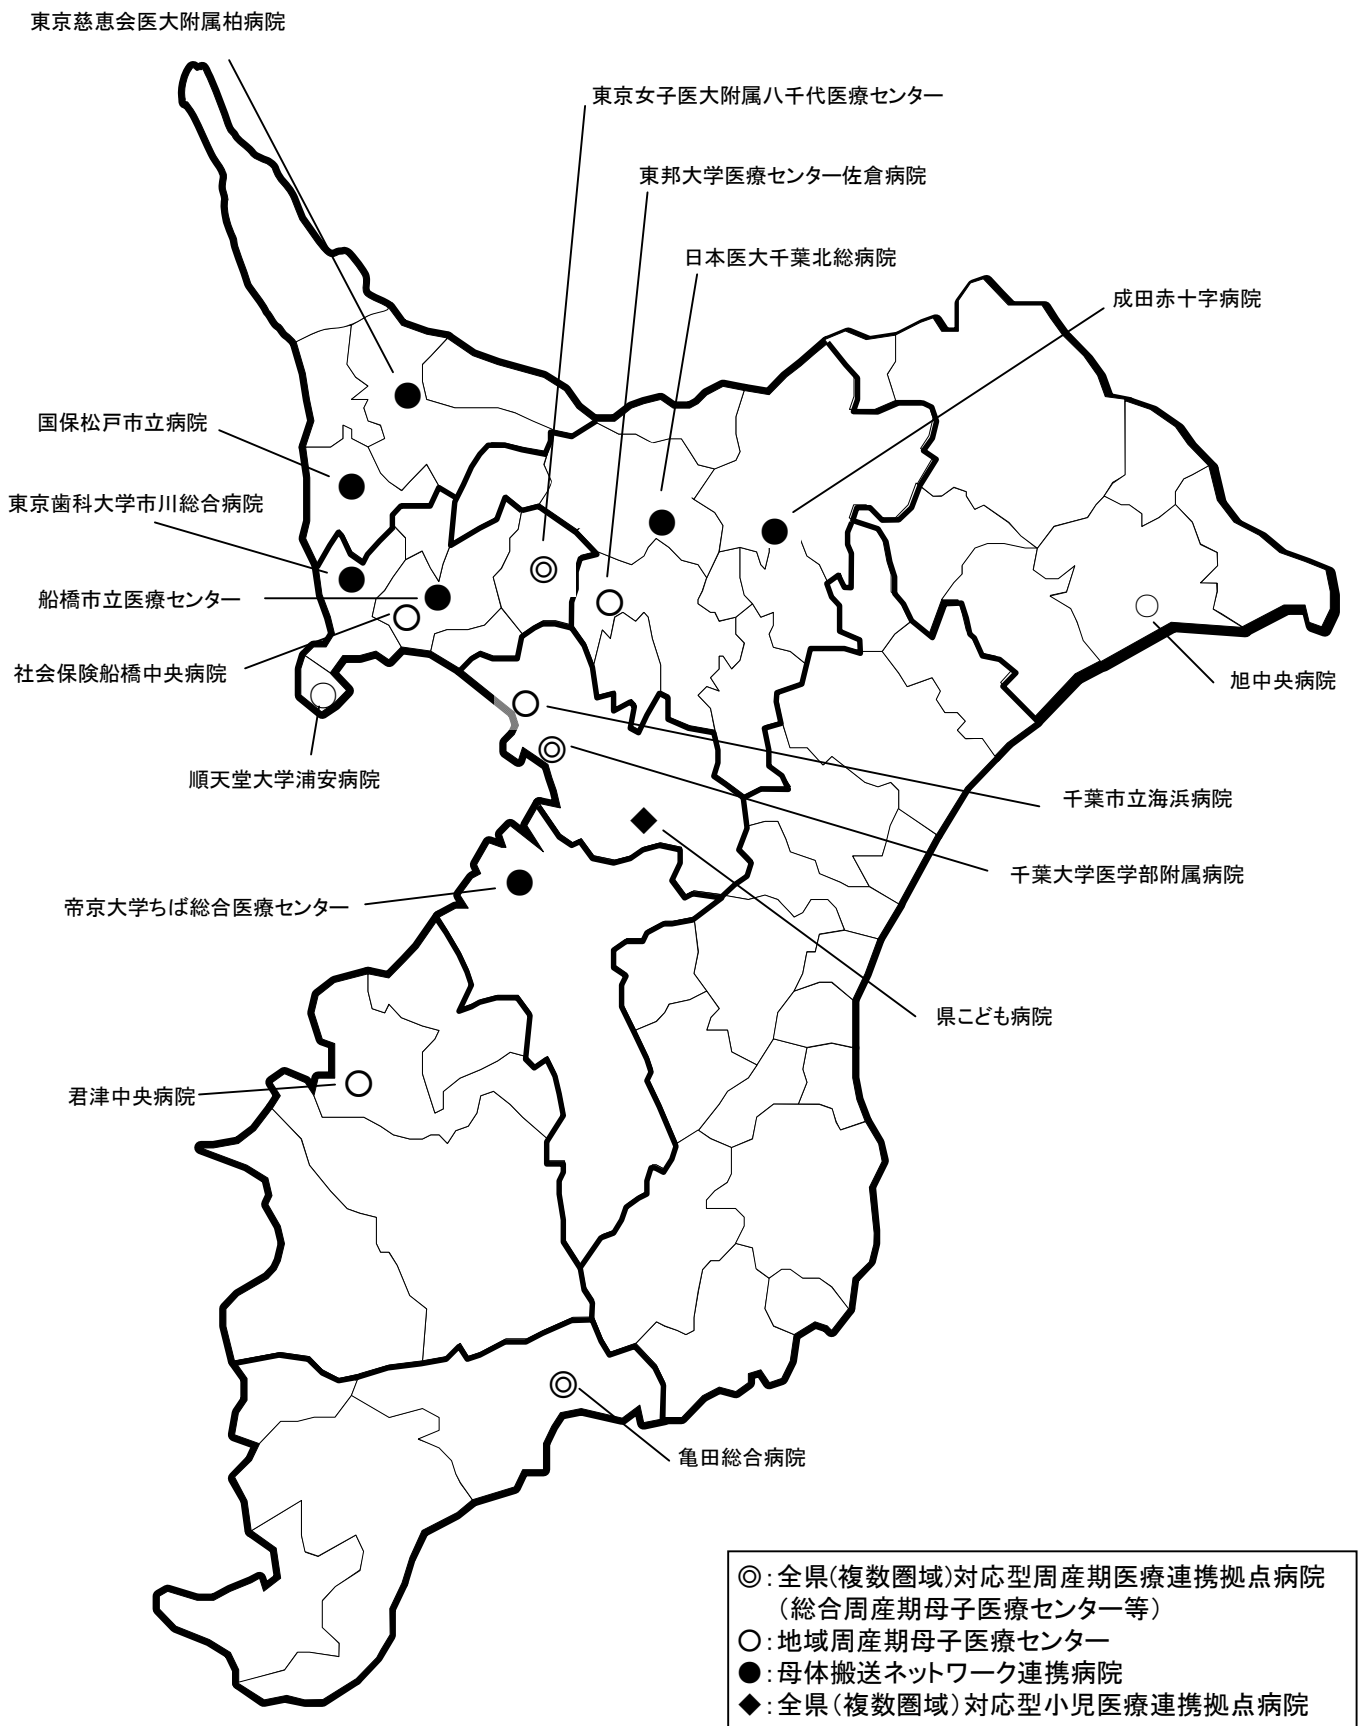 東京慈恵会医大附属柏病院
東京女子医大附属八千代医療センター
東邦大学医療センター佐倉病院
日本医大千葉北総病院
成田赤十字病院
国保松戸市立病院
東京歯科大学市川総合病院
船橋市立医療センター
社会保険船橋中央病院
旭中央病院
順天堂大学浦安病院
千葉市立海浜病院
千葉大学医学部附属病院
帝京大学ちば総合医療センター
県こども病院
君津中央病院
亀田総合病院
◎:全県(複数圏域)対応型周産期医療連携拠点病院
(総合周産期母子医療センター等)
○:地域周産期母子医療センター
●:母体搬送ネットワーク連携病院
◆:全県(複数圏域)対応型小児医療連携拠点病院